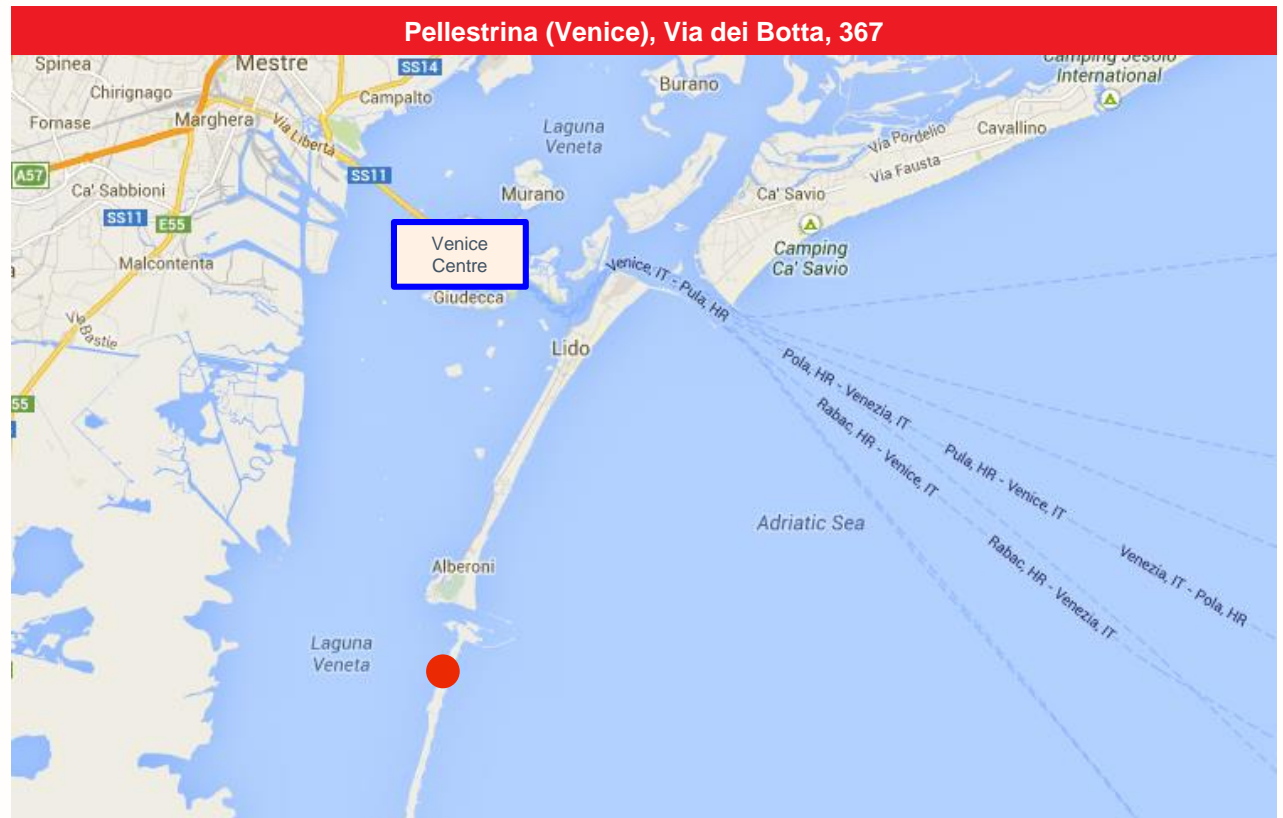 Pellestrina (Venice), Via dei Botta, 367
Spinea
Mestre
SS14
Camping Jesolo
International
Chirignago
Campalto
Burano
Fornase
Marghera
Via Libertà
Laguna
Veneta
Via Pordelio
Cavallino
A57
SS11
Via Fausta
Ca' Sabbioni
Murano
Ca' Savio
SS11
E55
Venice
Centre
Camping
Ca' Savio
Malcontenta
Venice, IT - Pula, HR
Giudecca
Via
Bastie
Lido
Pola, HR - Venezia, IT
55
Rabac, HR - Venice, IT
Pula, HR - Venice, IT
Adriatic Sea
Venezia, IT - Pola, HR
Rabac, HR - Venezia, IT
Alberoni
Laguna
Veneta